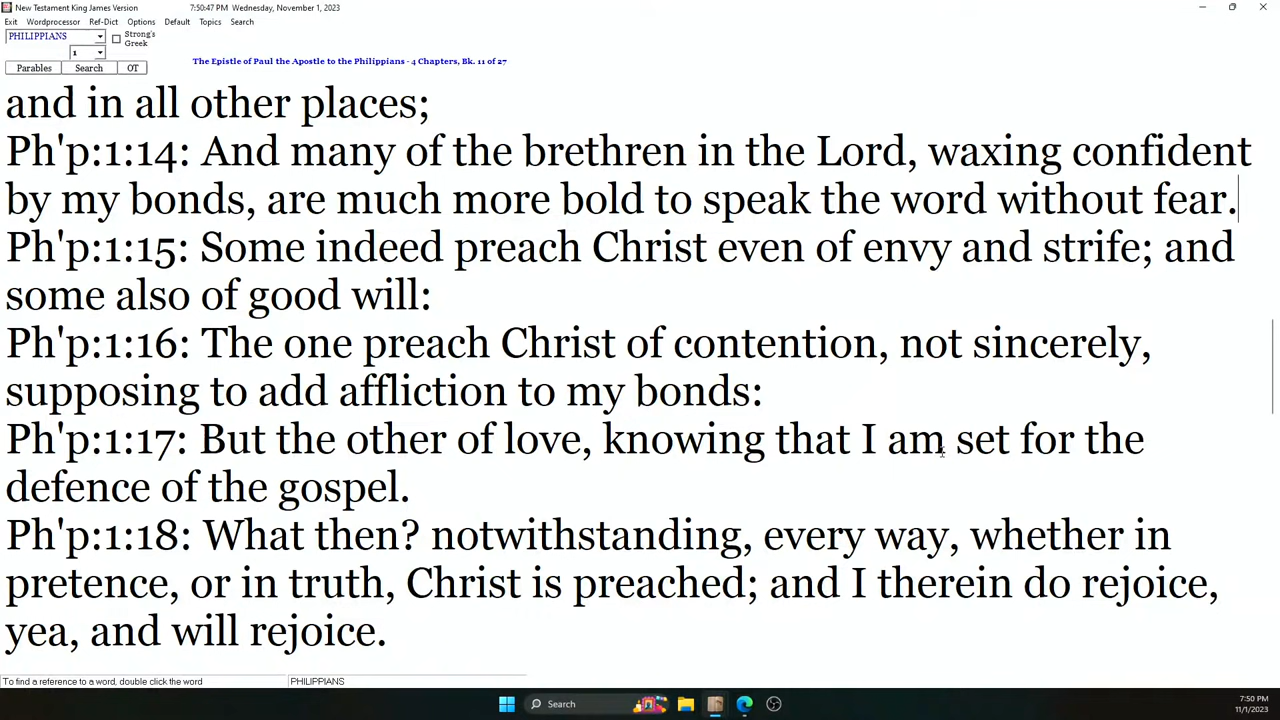 New Testament King James Version 7:50:47 PM Wednesday, November 1, 2023
Exit Wordprocessor Ref-Dict Options Default Topics Search
PHILIPPIANS Strong's Greek
1
The Epistle of Paul the Apostle to the Philippians - 4 Chapters, Bk. 11 of 27
Parables Search OT
and in all other places;
Ph'p:1:14: And many of the brethren in the Lord, waxing confident
by my bonds, are much more bold to speak the word without fear.
Ph'p:1:15: Some indeed preach Christ even of envy and strife; and
some also of good will:
Ph'p:1:16: The one preach Christ of contention, not sincerely,
supposing to add affliction to my bonds:
Ph'p:1:17: But the other of love, knowing that I am set for the
defence of the gospel.
Ph'p:1:18: What then? notwithstanding, every way, whether in
pretence, or in truth, Christ is preached; and I therein do rejoice,
yea, and will rejoice.
To find a reference to a word, double click the word PHILIPPIANS
Search
7:50 PM
11/1/2023